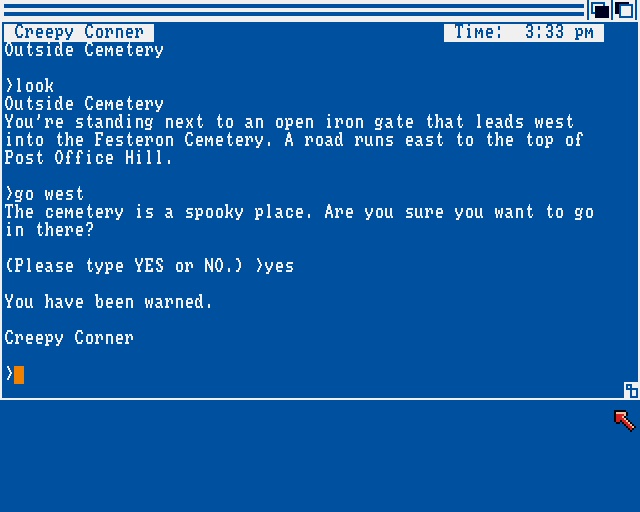 Creepy Corner Time: 3:33 pm
Outside Cemetery
>look
Outside Cemetery
You're standing next to an open iron gate that leads west
into the Festeron Cemetery. A road runs east to the top of
Post Office Hill.
>go west
The cemetery is a spooky place. Are you sure you want to go
in there?
(Please type YES or NO.) >yes
You have been warned.
Creepy Corner
>